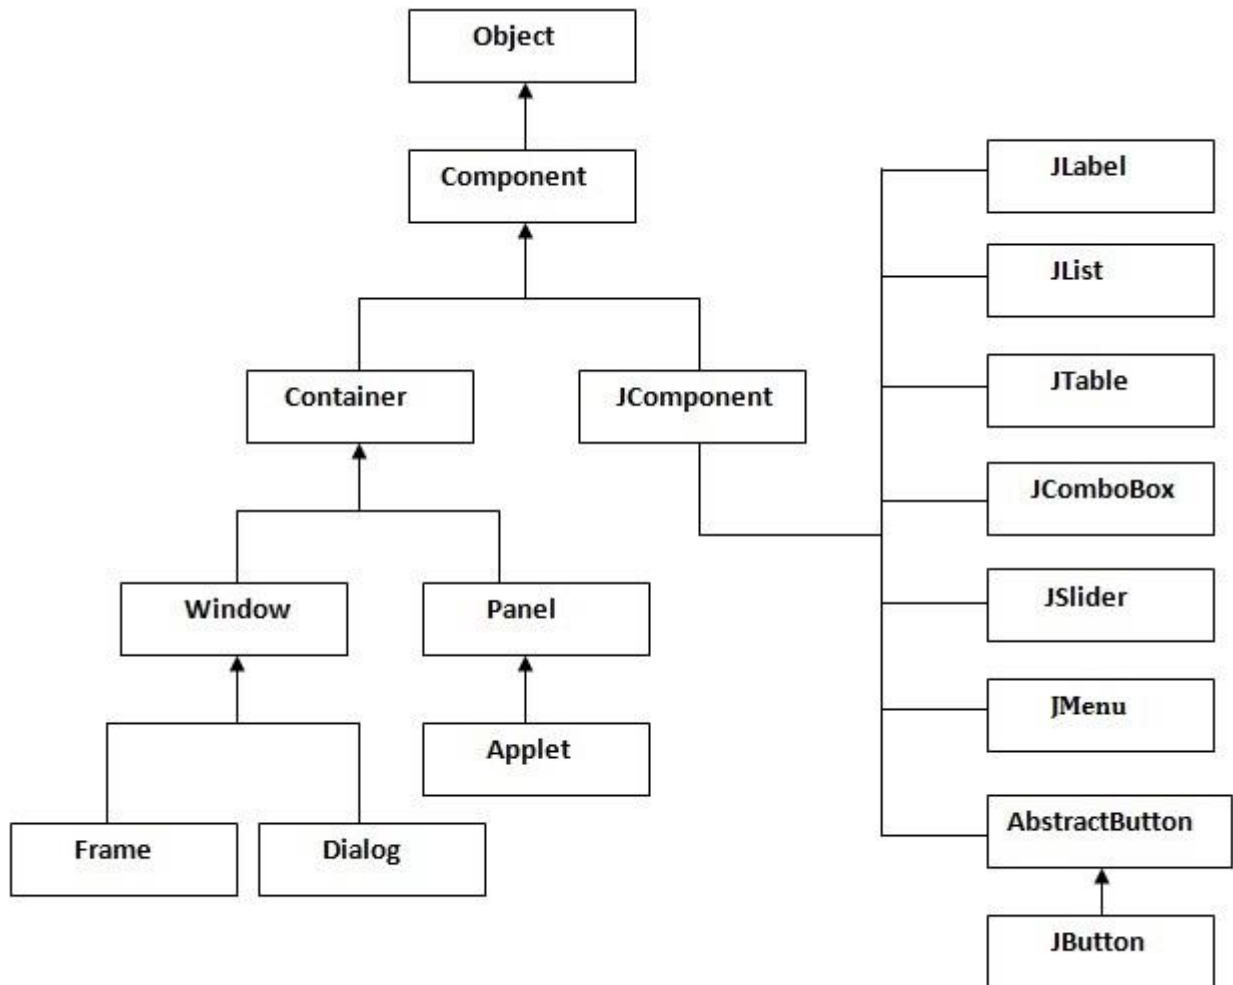 Object
Component
Container
JComponent
Window
Panel
Applet
Frame
Dialog
JLabel
JList
JTable
JComboBox
JSlider
JMenu
AbstractButton
JButton